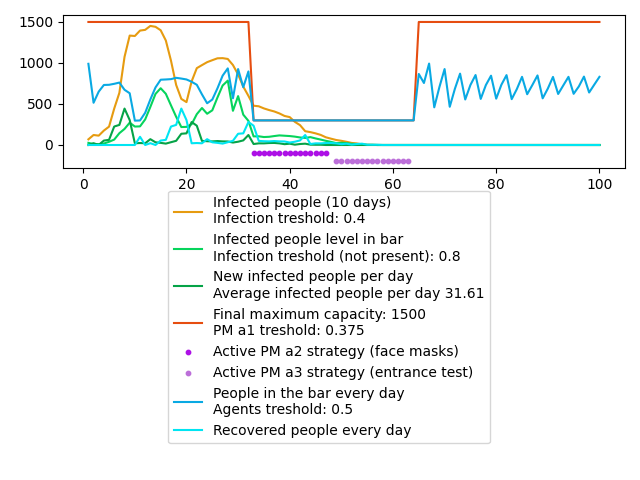 1500
1000
500
0
0
20
40
60
80
100
Infected people (10 days)
Infection treshold: 0.4
Infected people level in bar
Infection treshold (not present): 0.8
New infected people per day
Average infected people per day 31.61
Final maximum capacity: 1500
PM a1 treshold: 0.375
Active PM a2 strategy (face masks)
Active PM a3 strategy (entrance test)
People in the bar every day
Agents treshold: 0.5
Recovered people every day